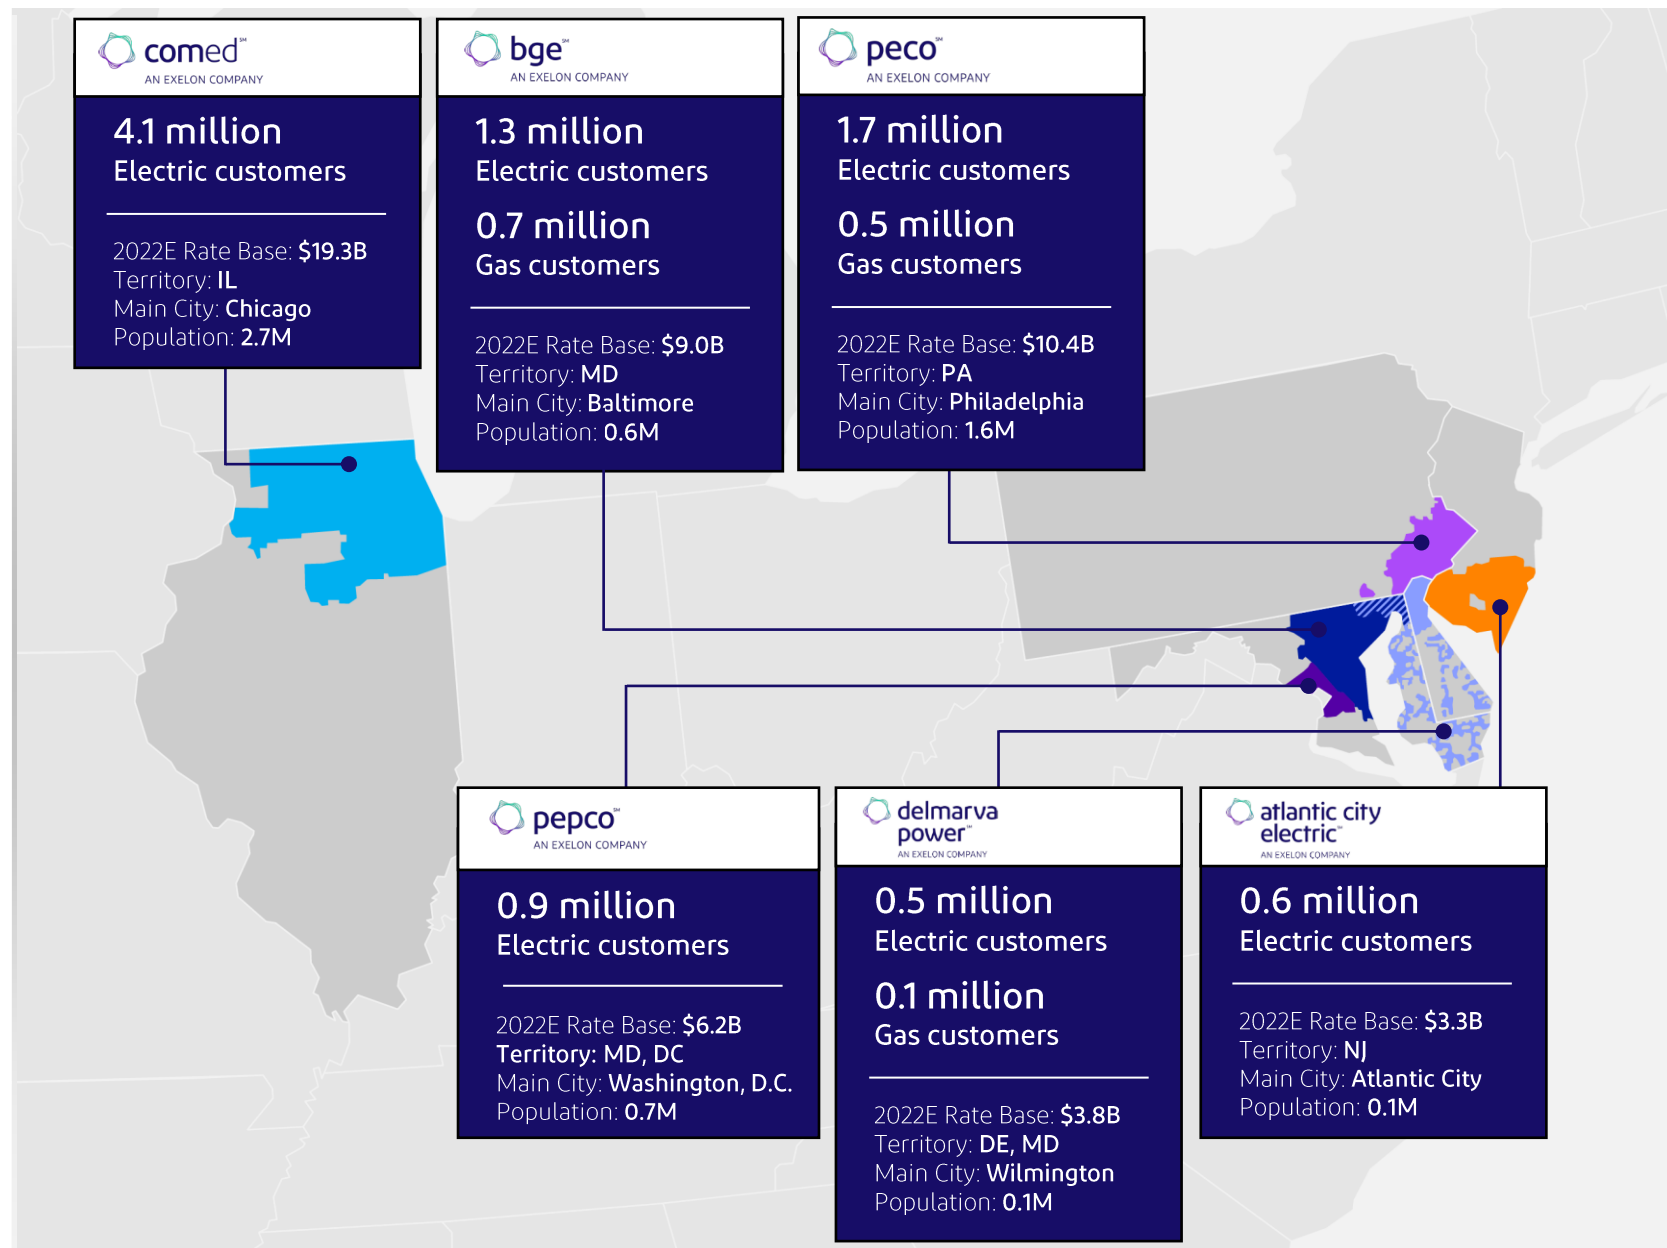 comed℠
AN EXELON COMPANY
4.1 million
Electric customers
2022E Rate Base: $19.3B
Territory: IL
Main City: Chicago
Population: 2.7M
bge℠
AN EXELON COMPANY
1.3 million
Electric customers
0.7 million
Gas customers
2022E Rate Base: $9.0B
Territory: MD
Main City: Baltimore
Population: 0.6M
peco℠
AN EXELON COMPANY
1.7 million
Electric customers
0.5 million
Gas customers
2022E Rate Base: $10.4B
Territory: PA
Main City: Philadelphia
Population: 1.6M
pepco℠
AN EXELON COMPANY
0.9 million
Electric customers
2022E Rate Base: $6.2B
Territory: MD, DC
Main City: Washington, D.C.
Population: 0.7M
delmarva
power℠
AN EXELON COMPANY
0.5 million
Electric customers
0.1 million
Gas customers
2022E Rate Base: $3.8B
Territory: DE, MD
Main City: Wilmington
Population: 0.1M
atlantic city
electric℠
AN EXELON COMPANY
0.6 million
Electric customers
2022E Rate Base: $3.3B
Territory: NJ
Main City: Atlantic City
Population: 0.1M